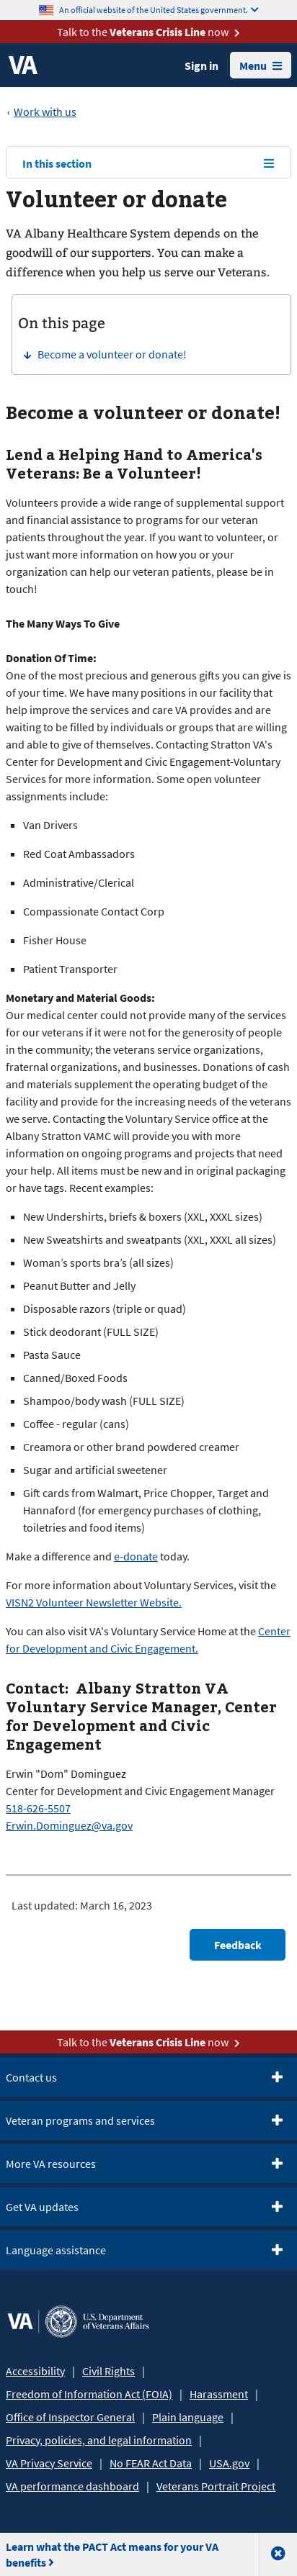 An official website of the United States government.
Talk to the Veterans Crisis Line now
VA
Sign in
Menu
‹ Work with us
In this section
Volunteer or donate
VA Albany Healthcare System depends on the
goodwill of our supporters. You can make a
difference when you help us serve our Veterans.
On this page
Become a volunteer or donate!
Become a volunteer or donate!
Lend a Helping Hand to America's
Veterans: Be a Volunteer!
Volunteers provide a wide range of supplemental support
and financial assistance to programs for our veteran
patients throughout the year. If you want to volunteer, or
just want more information on how you or your
organization can help our veteran patients, please be in
touch!
The Many Ways To Give
Donation Of Time:
One of the most precious and generous gifts you can give is
of your time. We have many positions in our facility that
help improve the services and care VA provides and are
waiting to be filled by individuals or groups that are willing
and able to give of themselves. Contacting Stratton VA's
Center for Development and Civic Engagement-Voluntary
Services for more information. Some open volunteer
assignments include:
▪ Van Drivers
▪ Red Coat Ambassadors
▪ Administrative/Clerical
▪ Compassionate Contact Corp
▪ Fisher House
▪ Patient Transporter
Monetary and Material Goods:
Our medical center could not provide many of the services
for our veterans if it were not for the generosity of people
in the community; the veterans service organizations,
fraternal organizations, and businesses. Donations of cash
and materials supplement the operating budget of the
facility and provide for the increasing needs of the veterans
we serve. Contacting the Voluntary Service office at the
Albany Stratton VAMC will provide you with more
information on ongoing programs and projects that need
your help. All items must be new and in original packaging
or have tags. Recent examples:
▪ New Undershirts, briefs & boxers (XXL, XXXL sizes)
▪ New Sweatshirts and sweatpants (XXL, XXXL all sizes)
▪ Woman’s sports bra’s (all sizes)
▪ Peanut Butter and Jelly
▪ Disposable razors (triple or quad)
▪ Stick deodorant (FULL SIZE)
▪ Pasta Sauce
▪ Canned/Boxed Foods
▪ Shampoo/body wash (FULL SIZE)
▪ Coffee - regular (cans)
▪ Creamora or other brand powdered creamer
▪ Sugar and artificial sweetener
▪ Gift cards from Walmart, Price Chopper, Target and
Hannaford (for emergency purchases of clothing,
toiletries and food items)
Make a difference and e-donate today.
For more information about Voluntary Services, visit the
VISN2 Volunteer Newsletter Website.
You can also visit VA's Voluntary Service Home at the Center
for Development and Civic Engagement.
Contact: Albany Stratton VA
Voluntary Service Manager, Center
for Development and Civic
Engagement
Erwin "Dom" Dominguez
Center for Development and Civic Engagement Manager
518-626-5507
Erwin.Dominguez@va.gov
Last updated: March 16, 2023
Feedback
Talk to the Veterans Crisis Line now
Contact us
Veteran programs and services
More VA resources
Get VA updates
Language assistance
VA | U.S. Department
of Veterans Affairs
Accessibility | Civil Rights |
Freedom of Information Act (FOIA) | Harassment |
Office of Inspector General | Plain language |
Privacy, policies, and legal information |
VA Privacy Service | No FEAR Act Data | USA.gov |
VA performance dashboard | Veterans Portrait Project
Learn what the PACT Act means for your VA
benefits